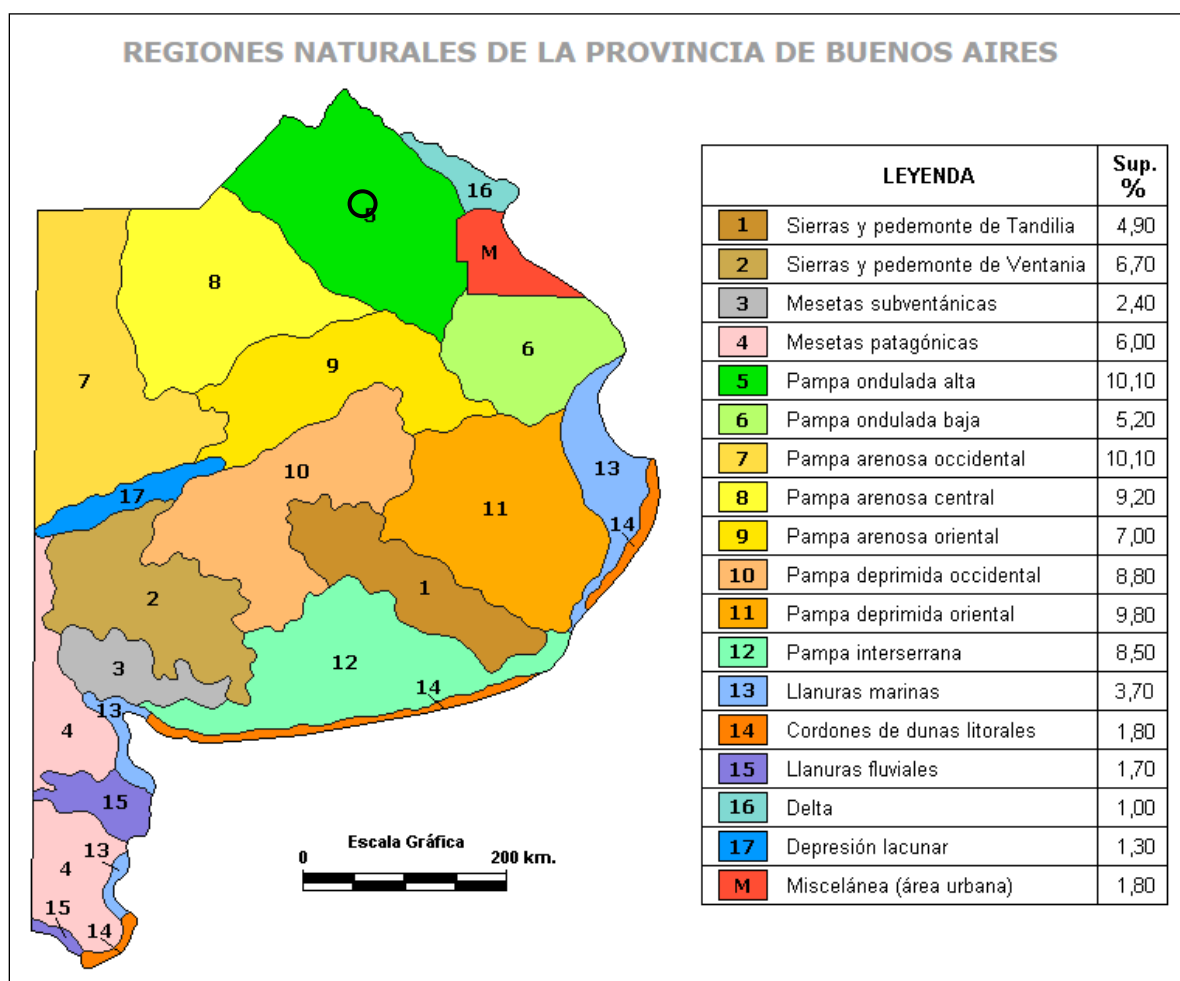 REGIONES NATURALES DE LA PROVINCIA DE BUENOS AIRES
16
5
M
8
6
9
7
10
13
17
11
14
2
1
3
12
14
13
4
15
13
4
15
14
Escala Gráfica
0 200 km.
LEYENDA Sup. %
1 Sierras y pedemonte de Tandilia 4,90
2 Sierras y pedemonte de Ventania 6,70
3 Mesetas subventánicas 2,40
4 Mesetas patagónicas 6,00
5 Pampa ondulada alta 10,10
6 Pampa ondulada baja 5,20
7 Pampa arenosa occidental 10,10
8 Pampa arenosa central 9,20
9 Pampa arenosa oriental 7,00
10 Pampa deprimida occidental 8,80
11 Pampa deprimida oriental 9,80
12 Pampa interserrana 8,50
13 Llanuras marinas 3,70
14 Cordones de dunas litorales 1,80
15 Llanuras fluviales 1,70
16 Delta 1,00
17 Depresión lacunar 1,30
M Miscelánea (área urbana) 1,80